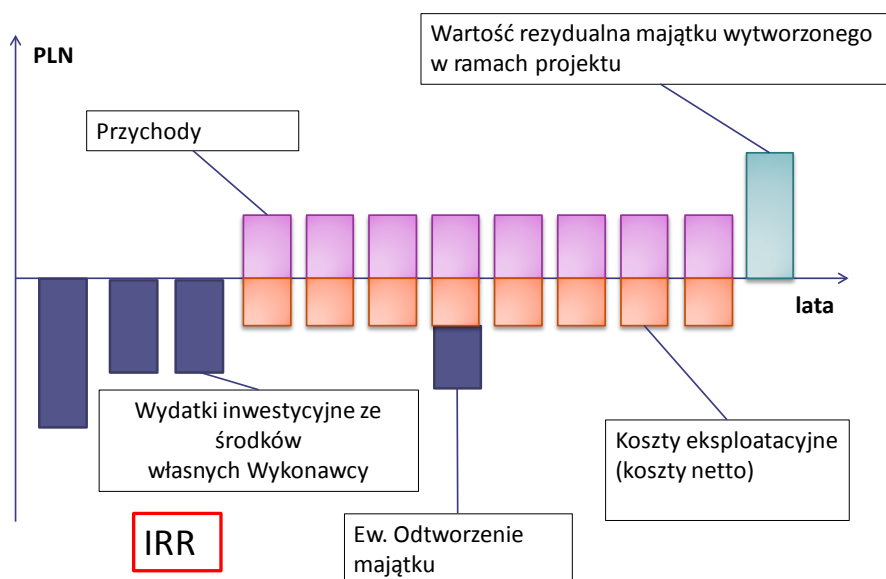 Wartość rezydualna majątku wytworzonego
w ramach projektu
PLN
Przychody
lata
Wydatki inwestycyjne ze
środków
własnych Wykonawcy
Koszty eksploatacyjne
(koszty netto)
IRR
Ew. Odtworzenie
majątku